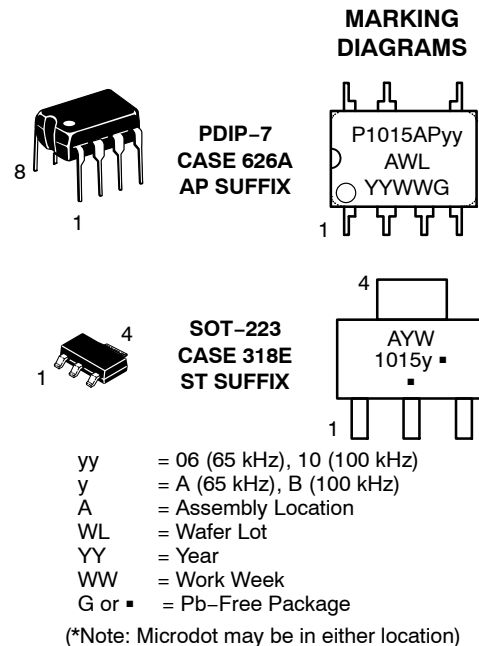 MARKING
DIAGRAMS
PDIP−7
CASE 626A
AP SUFFIX
8
1
P1015APyy
AWL
YYWWG
1
SOT−223
CASE 318E
ST SUFFIX
4
1
4
AYW
1015y ▪
▪
1
yy = 06 (65 kHz), 10 (100 kHz)
y = A (65 kHz), B (100 kHz)
A = Assembly Location
WL = Wafer Lot
YY = Year
WW = Work Week
G or ▪ = Pb−Free Package
(*Note: Microdot may be in either location)